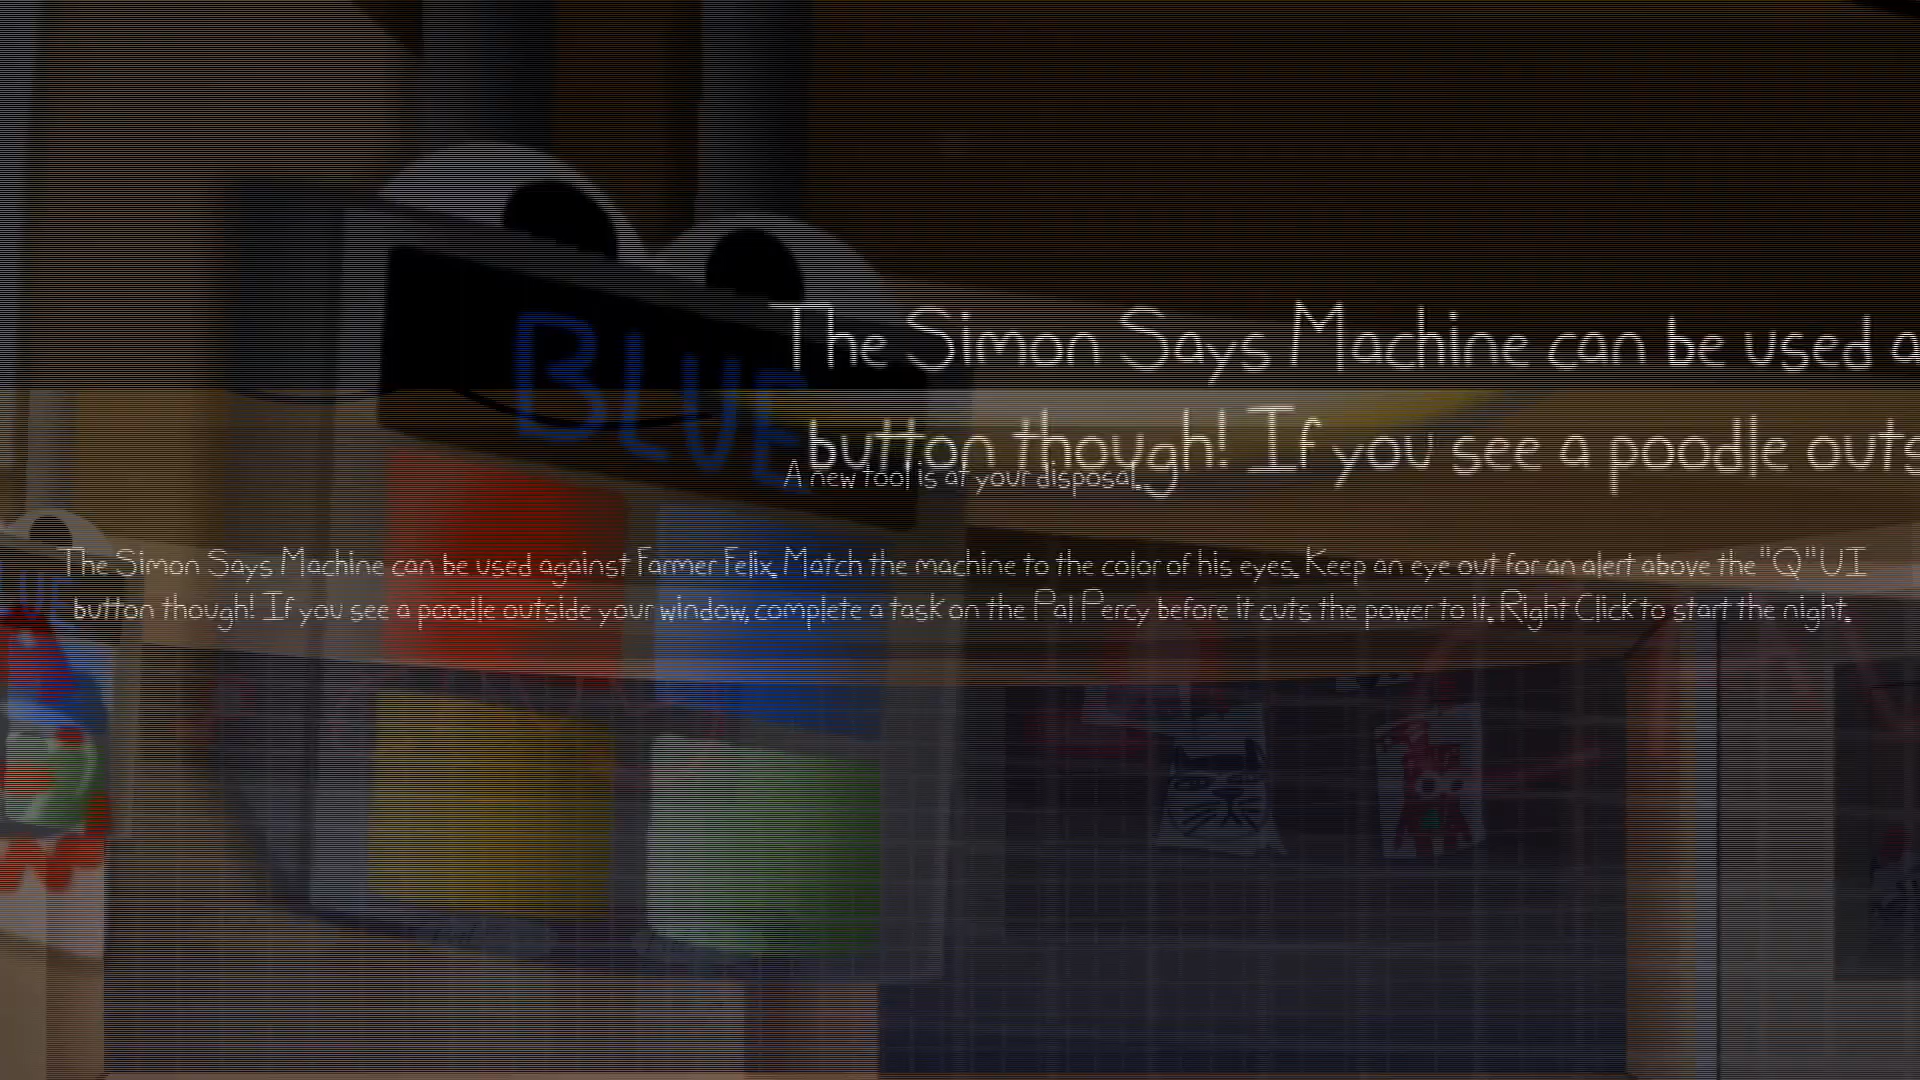 BLUE
The Simon Says Machine can be used a
button though! If you see a poodle outs
A new tool is at your disposal.
The Simon Says Machine can be used against Farmer Felix. Match the machine to the color of his eyes. Keep an eye out for an alert above the "Q" UI
button though! If you see a poodle outside your window, complete a task on the Pal Percy before it cuts the power to it. Right Click to start the night.